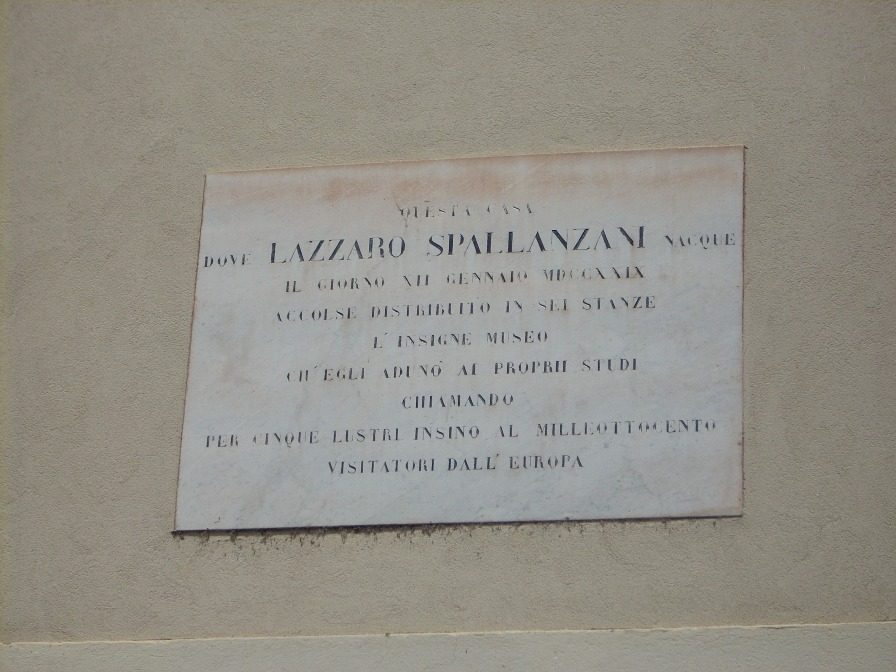 QUESTA CASA
DOVE LAZZARO SPALLANZANI NACQUE
IL GIORNO XII GENNAIO MDCCXXIX
ACCOLSE DISTRIBUITO IN SEI STANZE
L'INSIGNE MUSEO
CH'EGLI ADUNO' AI PROPRII STUDI
CHIAMANDO
PER CINQUE LUSTRI INSINO AL MILLEOTTOCENTO
VISITATORI DALL'EUROPA